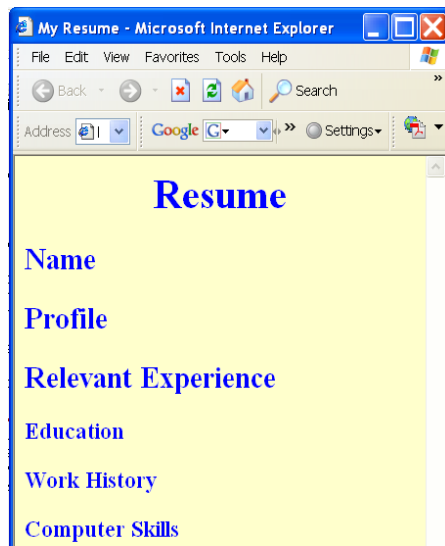 My Resume - Microsoft Internet Explorer
File Edit View Favorites Tools Help
Back Search »
Address Google G » Settings
Resume
Name
Profile
Relevant Experience
Education
Work History
Computer Skills